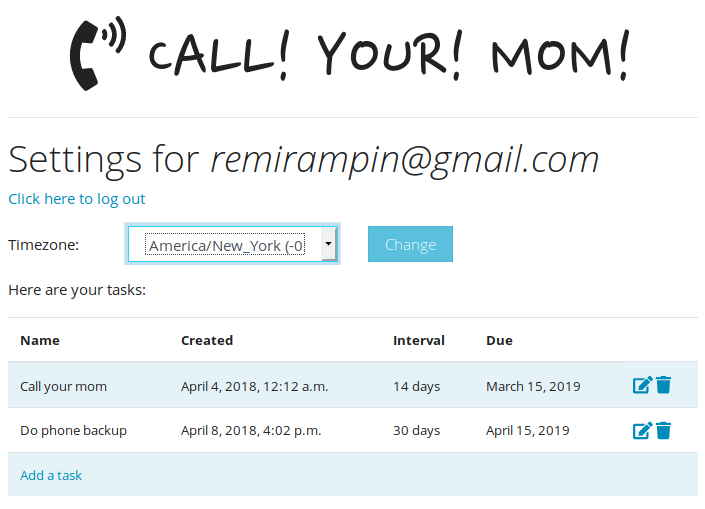 CALL! YOUR! MOM!
Settings for remirampin@gmail.com
Click here to log out
Timezone: America/New_York (-0 Change
Here are your tasks:
Name Created Interval Due
Call your mom April 4, 2018, 12:12 a.m. 14 days March 15, 2019
Do phone backup April 8, 2018, 4:02 p.m. 30 days April 15, 2019
Add a task